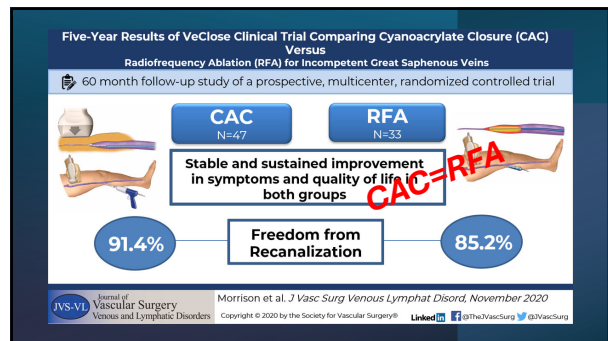 Five-Year Results of VeClose Clinical Trial Comparing Cyanoacrylate Closure (CAC)
Versus
Radiofrequency Ablation (RFA) for Incompetent Great Saphenous Veins
60 month follow-up study of a prospective, multicenter, randomized controlled trial
CAC
N=47
RFA
N=33
Stable and sustained improvement
in symptoms and quality of life in
both groups
CAC=RFA
91.4%
Freedom from
Recanalization
85.2%
JVS-VL
Journal of
Vascular Surgery
Venous and Lymphatic Disorders
Morrison et al. J Vasc Surg Venous Lymphat Disord, November 2020
Copyright © 2020 by the Society for Vascular Surgery®
Linked in
@TheJVascSurg
@JVascSurg